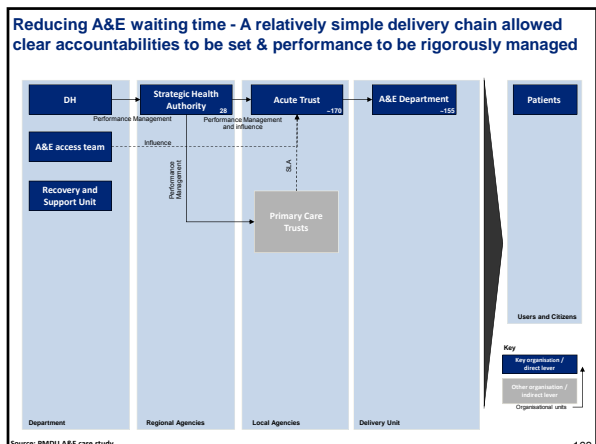 Reducing A&E waiting time - A relatively simple delivery chain allowed
clear accountabilities to be set & performance to be rigorously managed
DH
Strategic Health
Authority
28
Acute Trust
~170
A&E Department
~155
Patients
Performance Management
Performance Management
and influence
A&E access team
Influence
Performance
Management
SLA
Recovery and
Support Unit
Primary Care
Trusts
Users and Citizens
Key
Key organisation /
direct lever
Other organisation /
indirect lever
Organisational units
Department
Regional Agencies
Local Agencies
Delivery Unit
Source: PMDU A&E case study